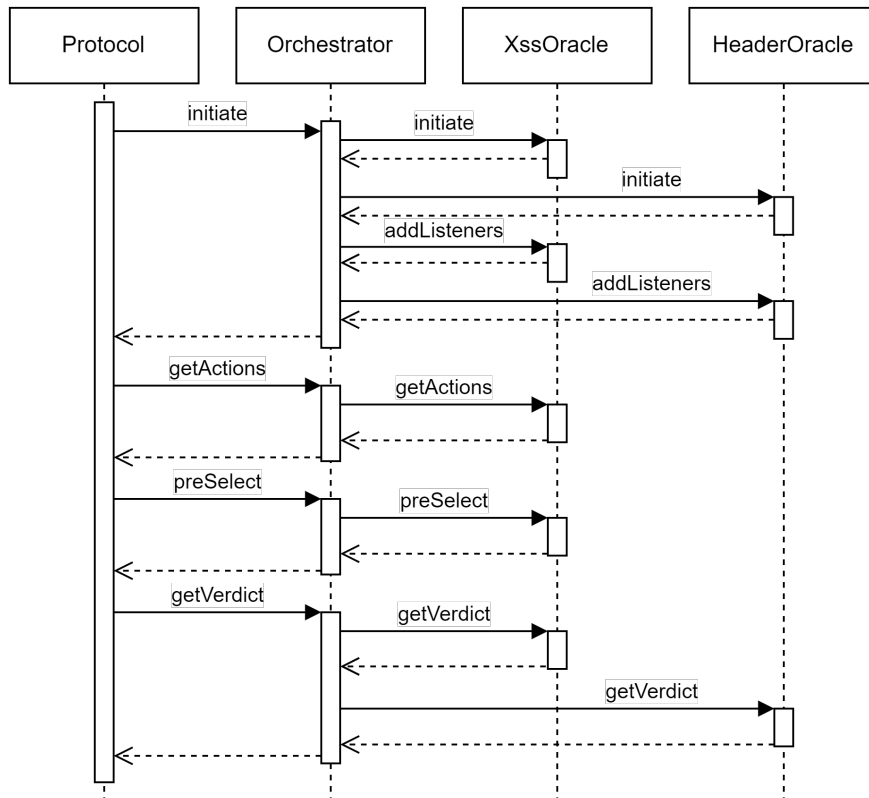 Protocol
Orchestrator
XssOracle
HeaderOracle
initiate
initiate
initiate
addListeners
addListeners
getActions
getActions
preSelect
preSelect
getVerdict
getVerdict
getVerdict